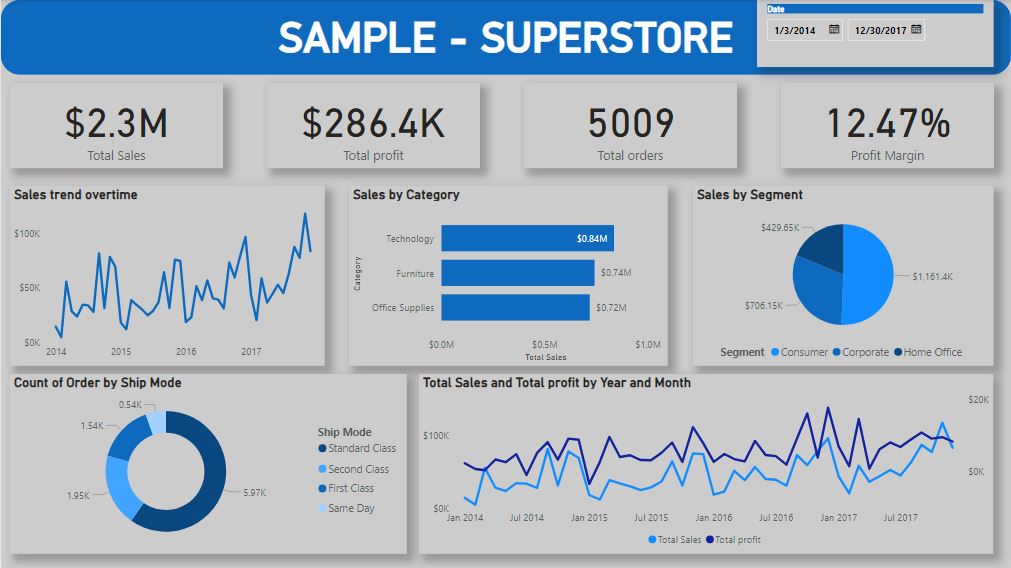 SAMPLE - SUPERSTORE
Date
1/3/2014
12/30/2017
$2.3M
Total Sales
$286.4K
Total profit
5009
Total orders
12.47%
Profit Margin
Sales trend overtime
$100K
$50K
$0K
2014 2015 2016 2017
Sales by Category
Category
Technology
$0.84M
Furniture
$0.74M
Office Supplies
$0.72M
$0.0M $0.5M $1.0M
Total Sales
Sales by Segment
$429.65K
$1,161.4K
$706.15K
Segment Consumer Corporate Home Office
Count of Order by Ship Mode
0.54K
1.54K
1.95K
5.97K
Ship Mode
Standard Class
Second Class
First Class
Same Day
Total Sales and Total profit by Year and Month
$20K
$100K
$0K
$0K
Jan 2014 Jul 2014 Jan 2015 Jul 2015 Jan 2016 Jul 2016 Jan 2017 Jul 2017
Total Sales Total profit